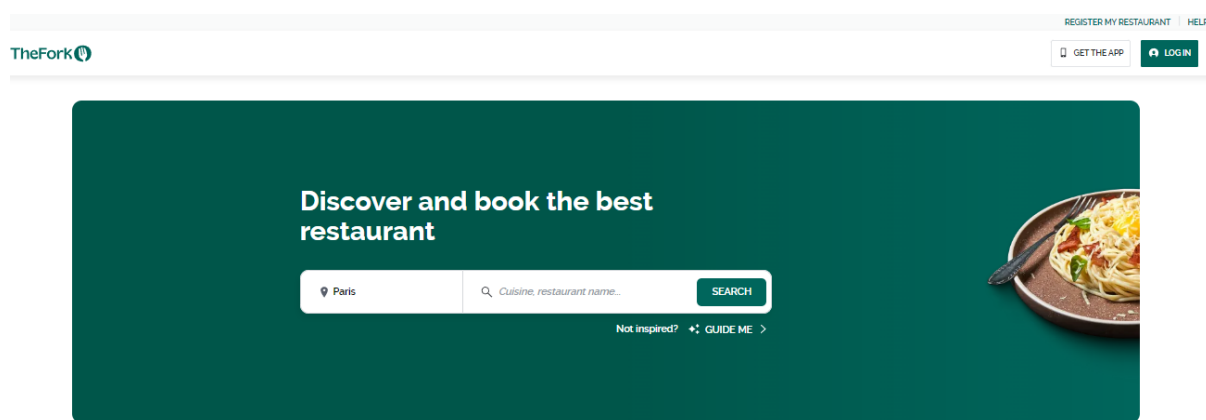 REGISTER MY RESTAURANT HELP
TheFork
GET THE APP
LOG IN
Discover and book the best
restaurant
Paris
Cuisine, restaurant name...
SEARCH
Not inspired? GUIDE ME